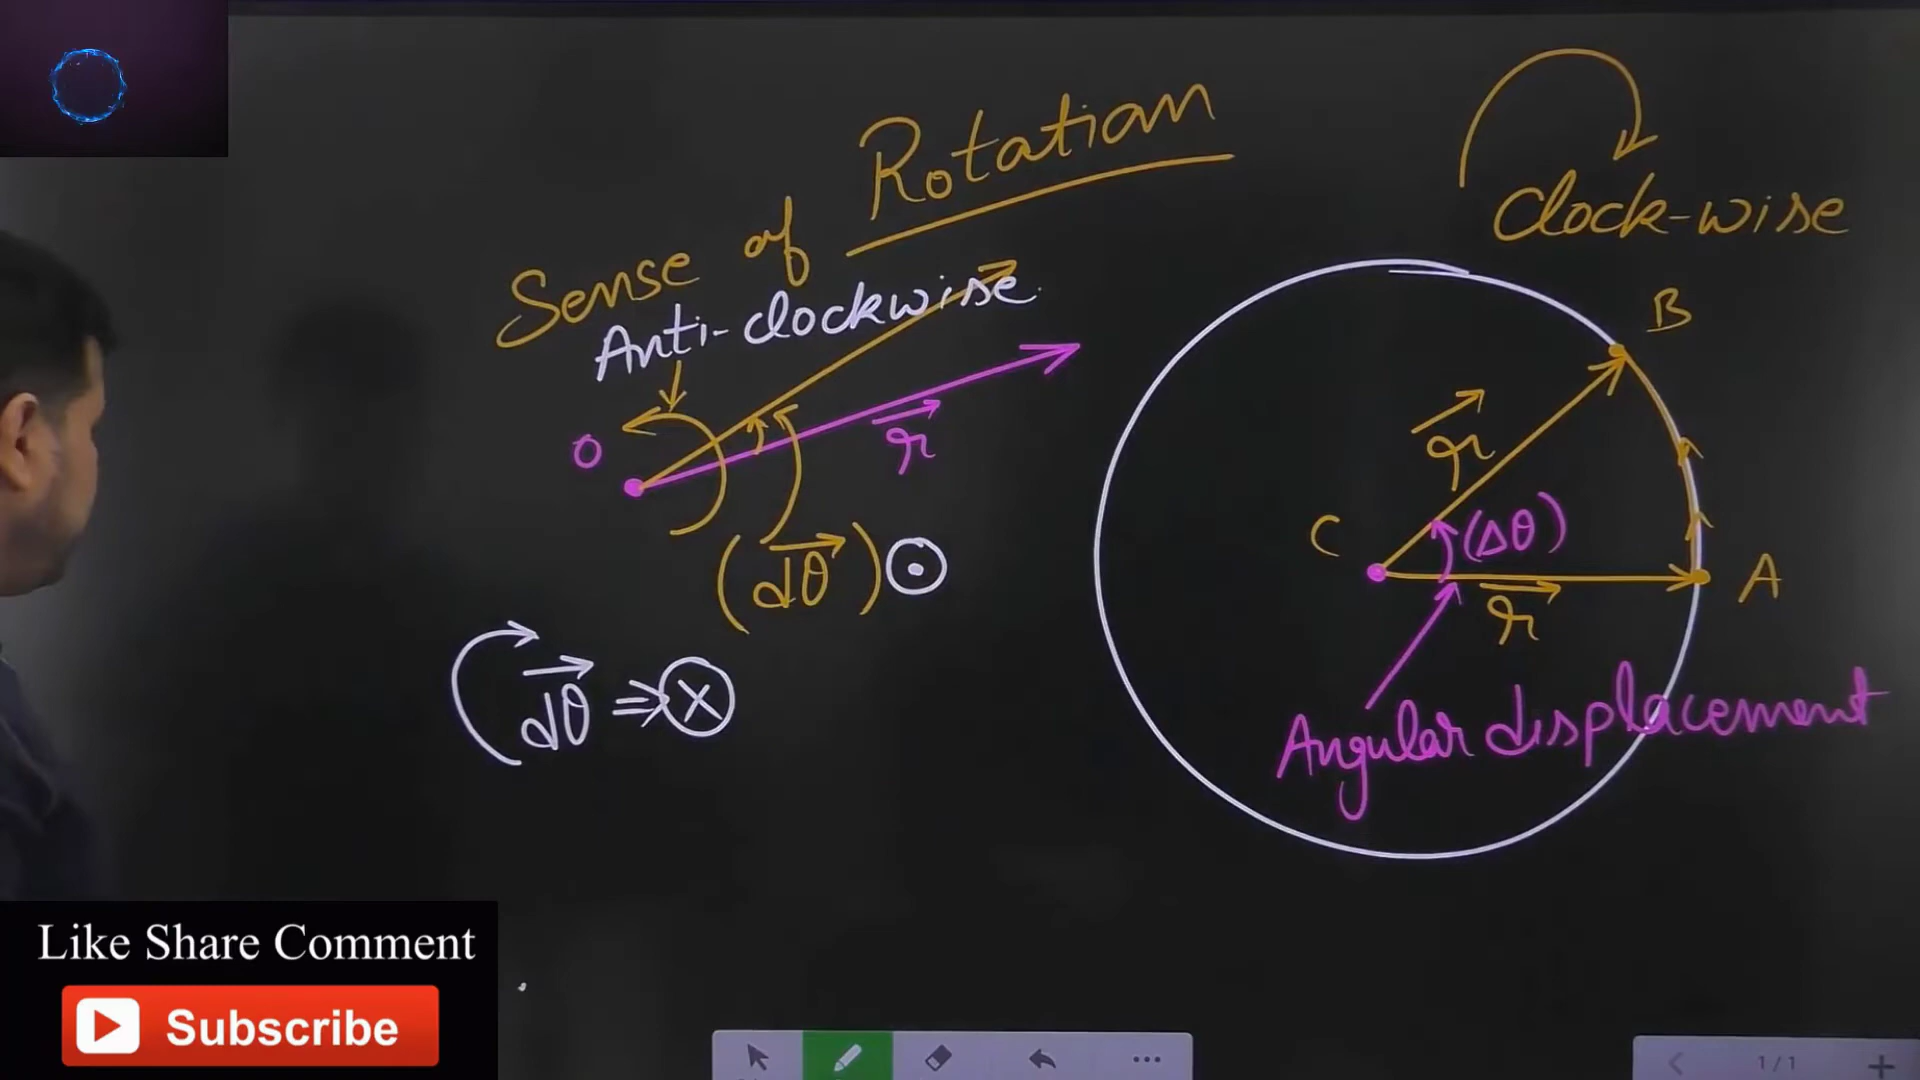 Sense of Rotation
Clock-wise
Anti-clockwise
B
O
r
r
C
(Δθ)
(dθ)
A
r
dθ ⇒ ⊗
Angular displacement
Like Share Comment
Subscribe
1/1